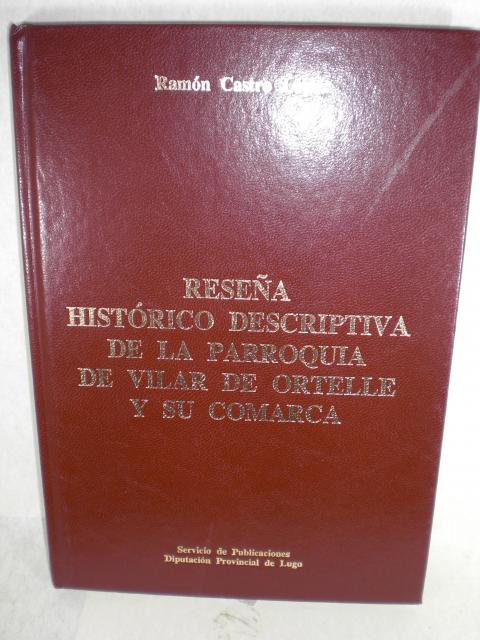 Ramón Castro
RESEÑA
HISTÓRICO DESCRIPTIVA
DE LA PARROQUIA
DE VILAR DE ORTELLE
Y SU COMARCA
Servicio de Publicaciones
Diputación Provincial de Lugo